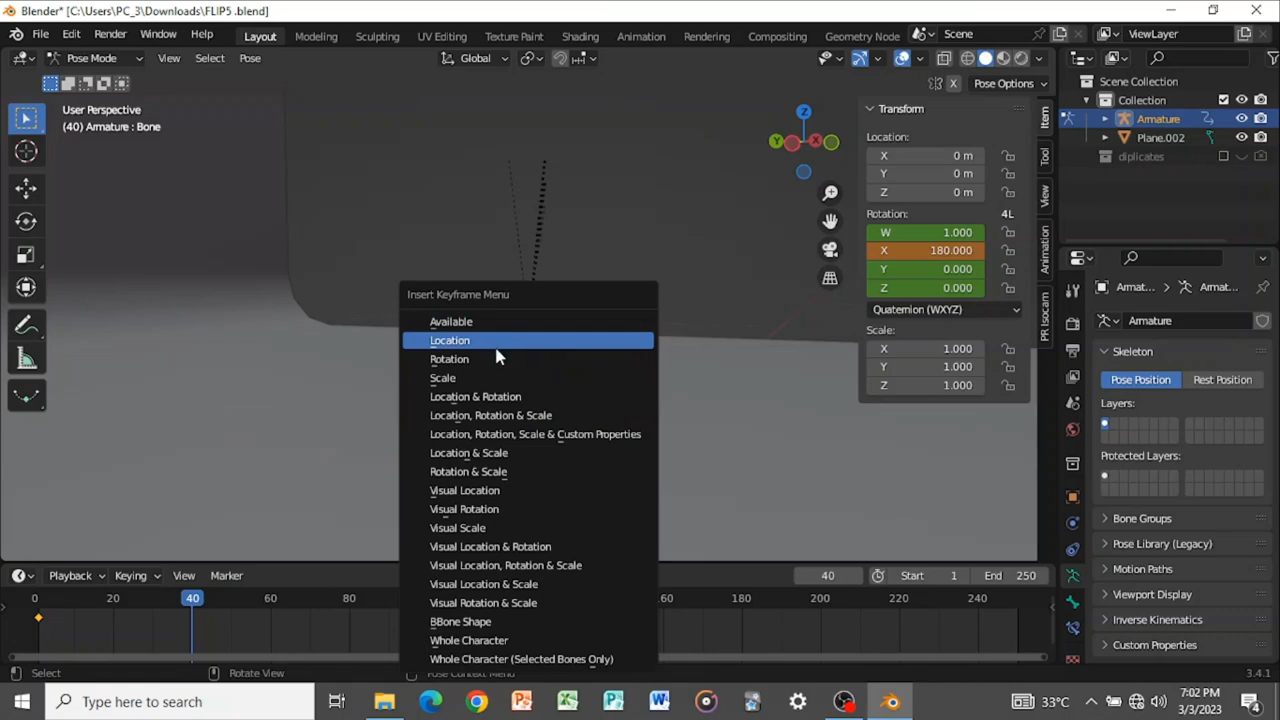 Blender* [C:\Users\PC_3\Downloads\FLIP5 .blend]
File Edit Render Window Help Layout Modeling Sculpting UV Editing Texture Paint Shading Animation Rendering Compositing Geometry Node Scene ViewLayer
Pose Mode View Select Pose Global
X Pose Options
User Perspective
(40) Armature : Bone
Z
Y X
Transform
Location:
X 0 m
Y 0 m
Z 0 m
Rotation: 4L
W 1.000
X 180.000
Y 0.000
Z 0.000
Quaternion (WXYZ)
Scale:
X 1.000
Y 1.000
Z 1.000
Item
Tool
View
Animation
PR Isocam
Scene Collection
Collection
Armature
Plane.002
diplicates
Armat... Armat...
Armature
Skeleton
Pose Position Rest Position
Layers:
Protected Layers:
Bone Groups
Pose Library (Legacy)
Motion Paths
Viewport Display
Inverse Kinematics
Custom Properties
Insert Keyframe Menu
Available
Location
Rotation
Scale
Location & Rotation
Location, Rotation & Scale
Location, Rotation, Scale & Custom Properties
Location & Scale
Rotation & Scale
Visual Location
Visual Rotation
Visual Scale
Visual Location & Rotation
Visual Location, Rotation & Scale
Visual Location & Scale
Visual Rotation & Scale
BBone Shape
Whole Character
Whole Character (Selected Bones Only)
Playback Keying View Marker 40 Start 1 End 250
0 20 40 60 80 160 180 200 220 240
Select Rotate View Pose Context Menu 3.4.1
Type here to search 33°C 7:02 PM
3/3/2023 4